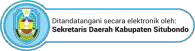 Ditandatangani secara elektronik oleh:
Sekretaris Daerah Kabupaten Situbondo